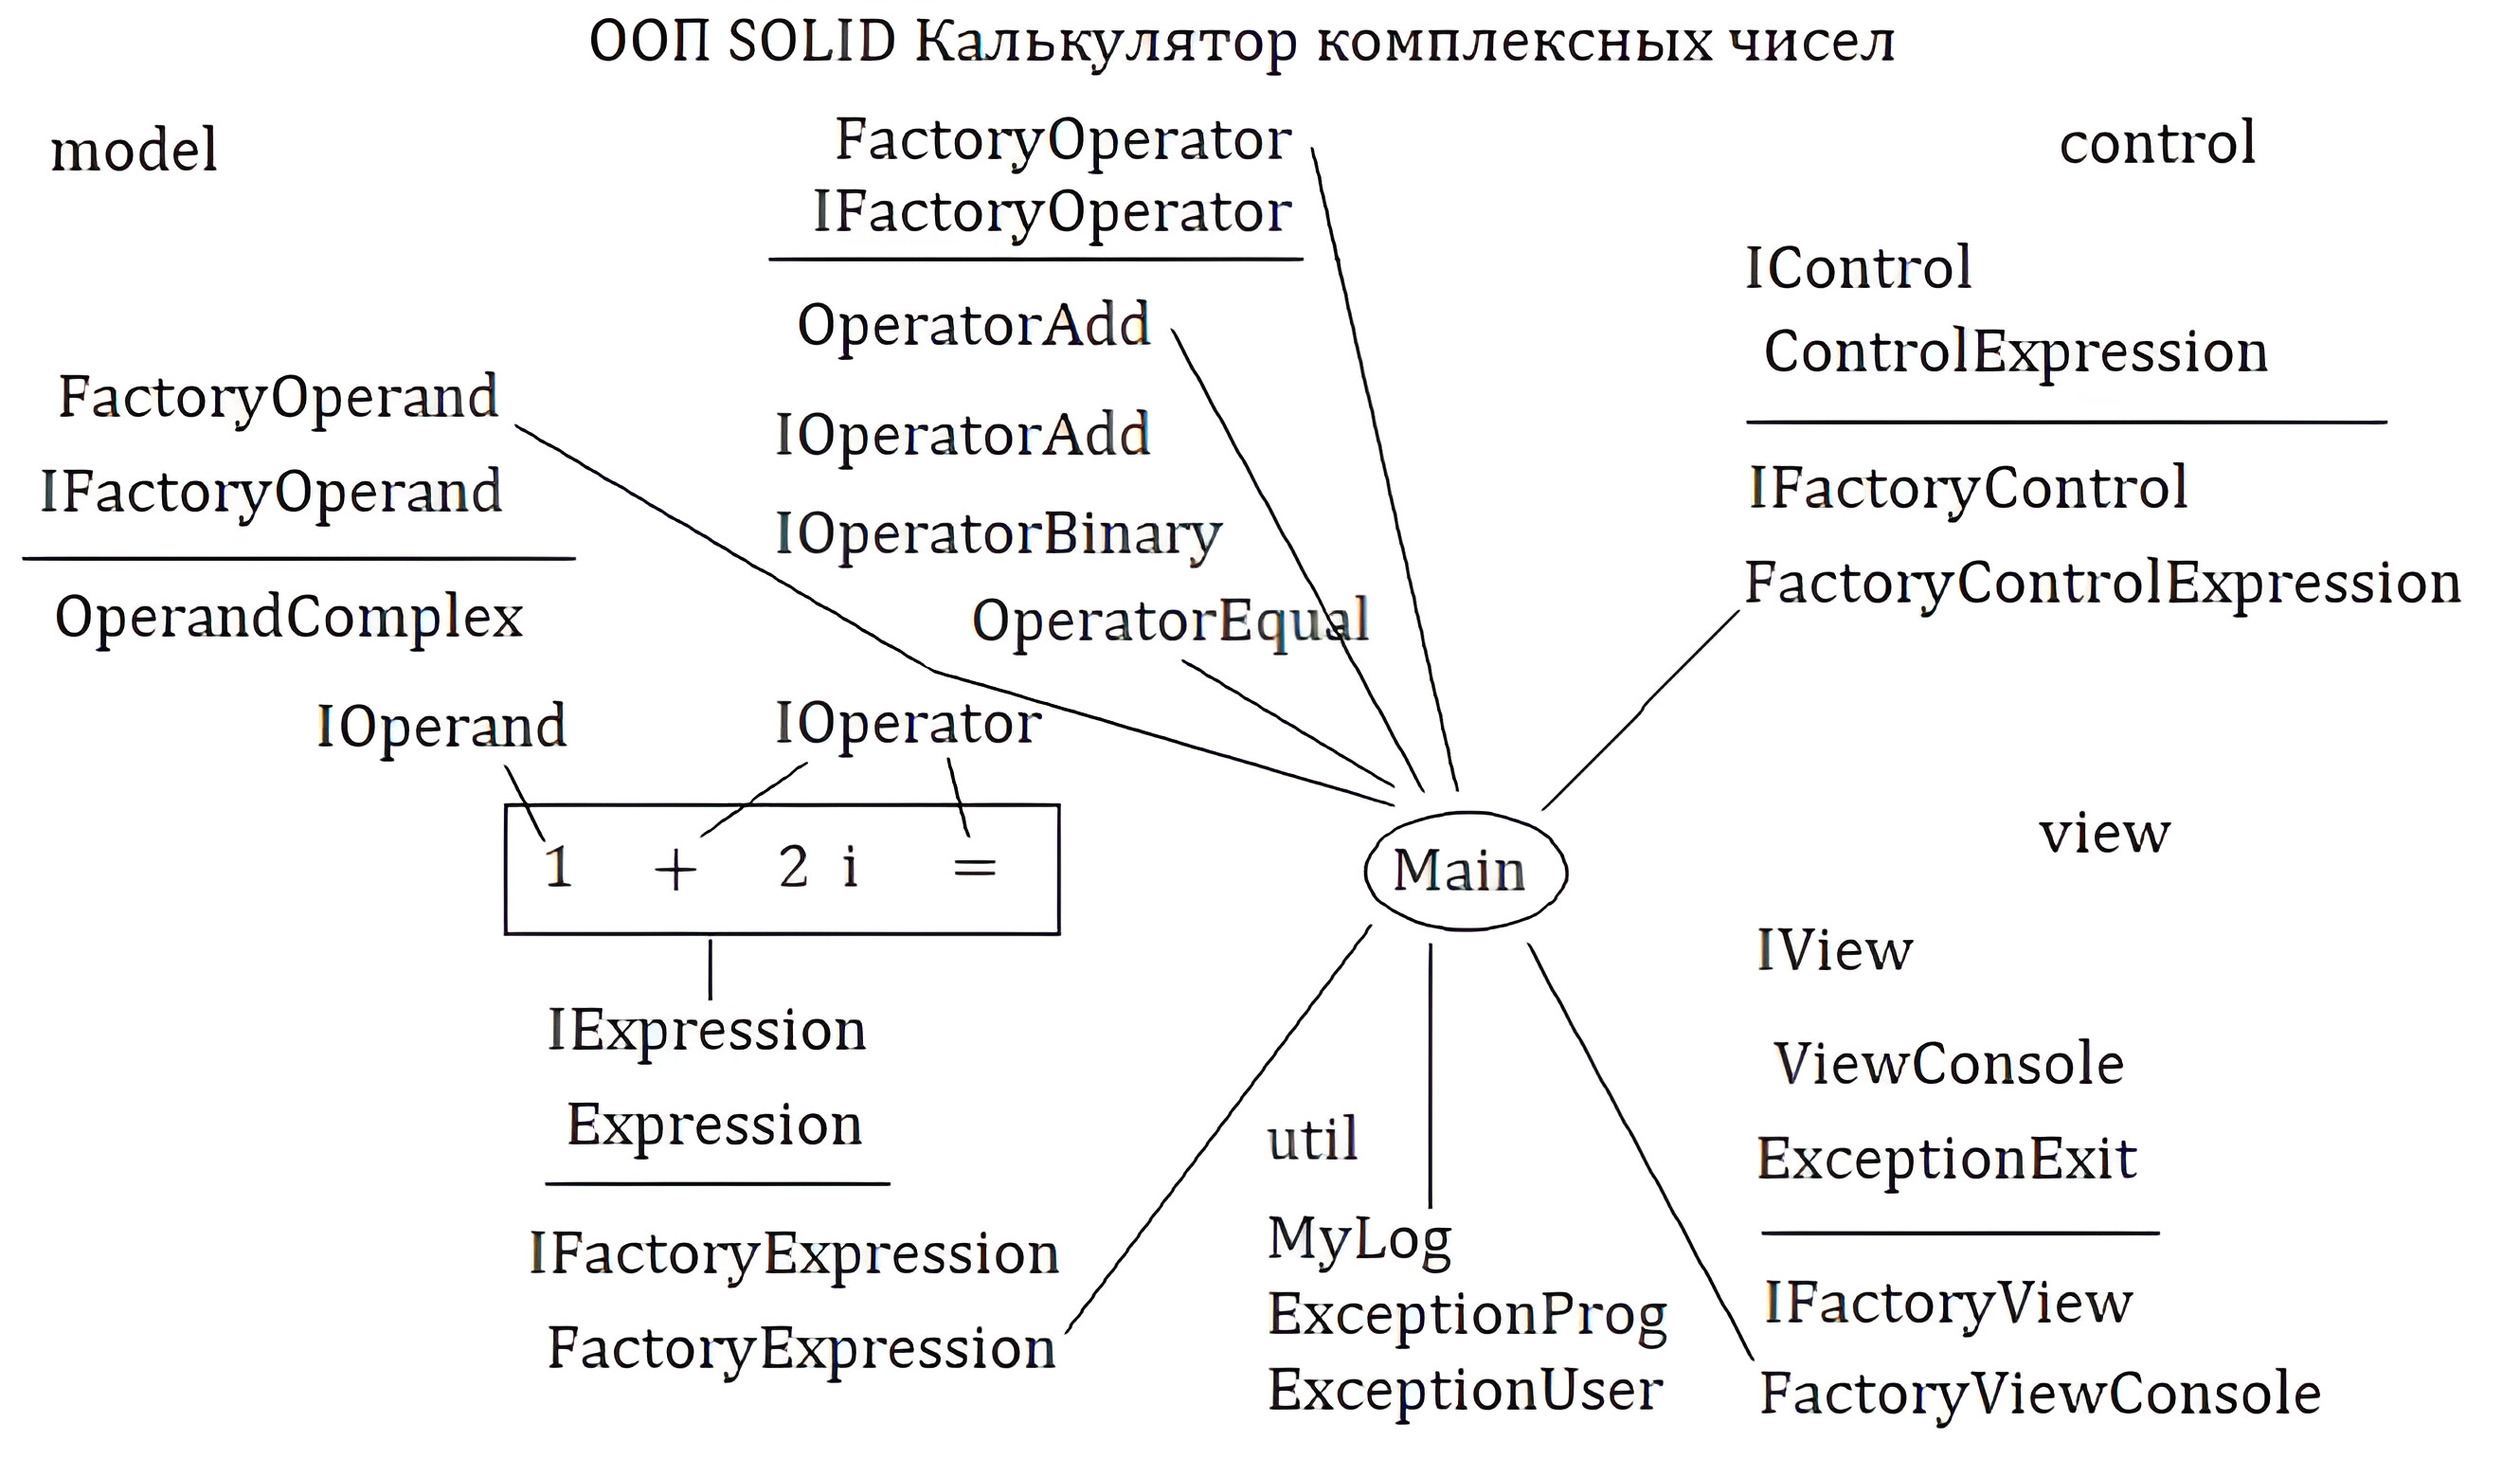 ООП SOLID Калькулятор комплексных чисел
model
FactoryOperator
IFactoryOperator
OperatorAdd
IOperatorAdd
IOperatorBinary
OperatorEqual
IOperator
FactoryOperand
IFactoryOperand
OperandComplex
IOperand
1 + 2 i =
IExpression
Expression
IFactoryExpression
FactoryExpression
Main
util
MyLog
ExceptionProg
ExceptionUser
control
IControl
ControlExpression
IFactoryControl
FactoryControlExpression
view
IView
ViewConsole
ExceptionExit
IFactoryView
FactoryViewConsole